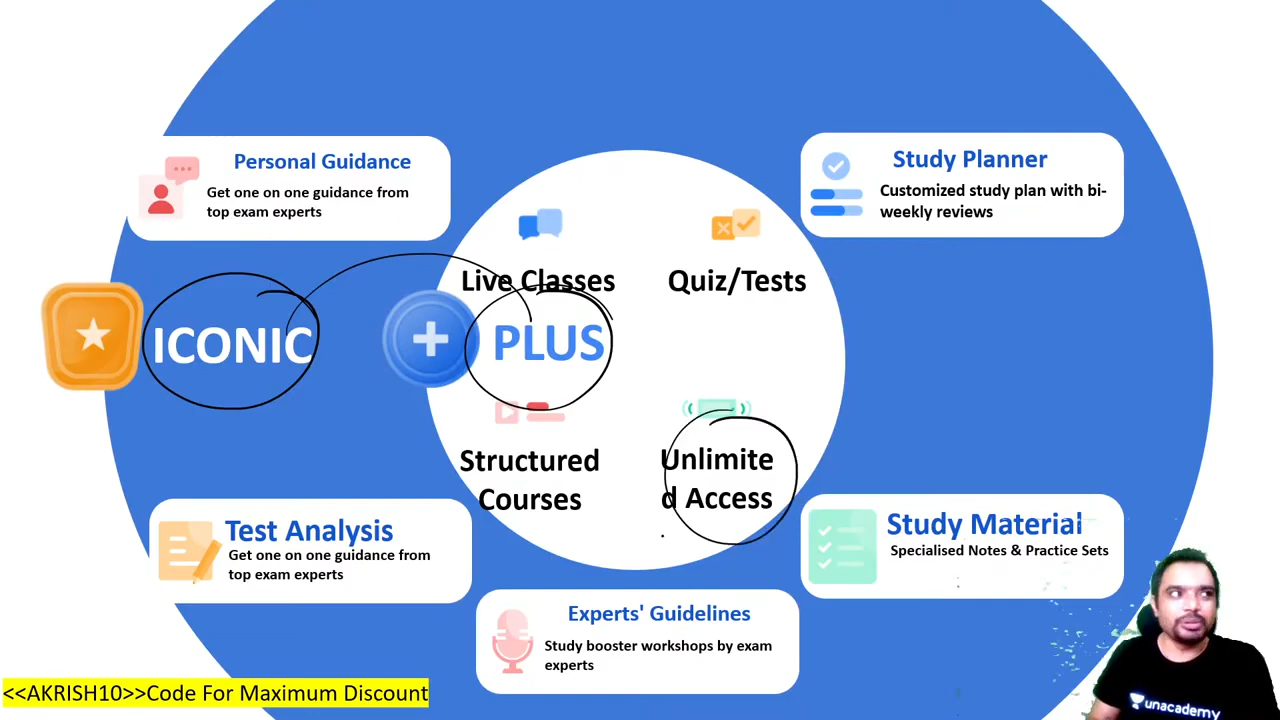 Personal Guidance
Get one on one guidance from
top exam experts
Study Planner
Customized study plan with bi-
weekly reviews
Live Classes
Quiz/Tests
ICONIC
PLUS
Structured
Courses
Unlimite
d Access
Test Analysis
Get one on one guidance from
top exam experts
Study Material
Specialised Notes & Practice Sets
Experts' Guidelines
Study booster workshops by exam
experts
<<AKRISH10>>Code For Maximum Discount
unacademy